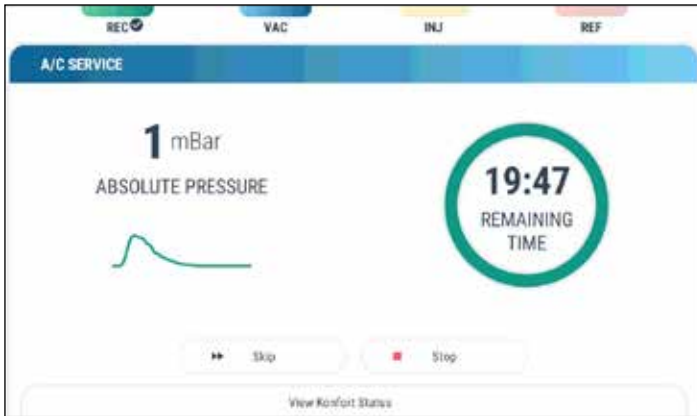 REC VAC INJ REF
A/C SERVICE
1 mBar
ABSOLUTE PRESSURE
19:47
REMAINING
TIME
Skip Stop
View Konfort Status